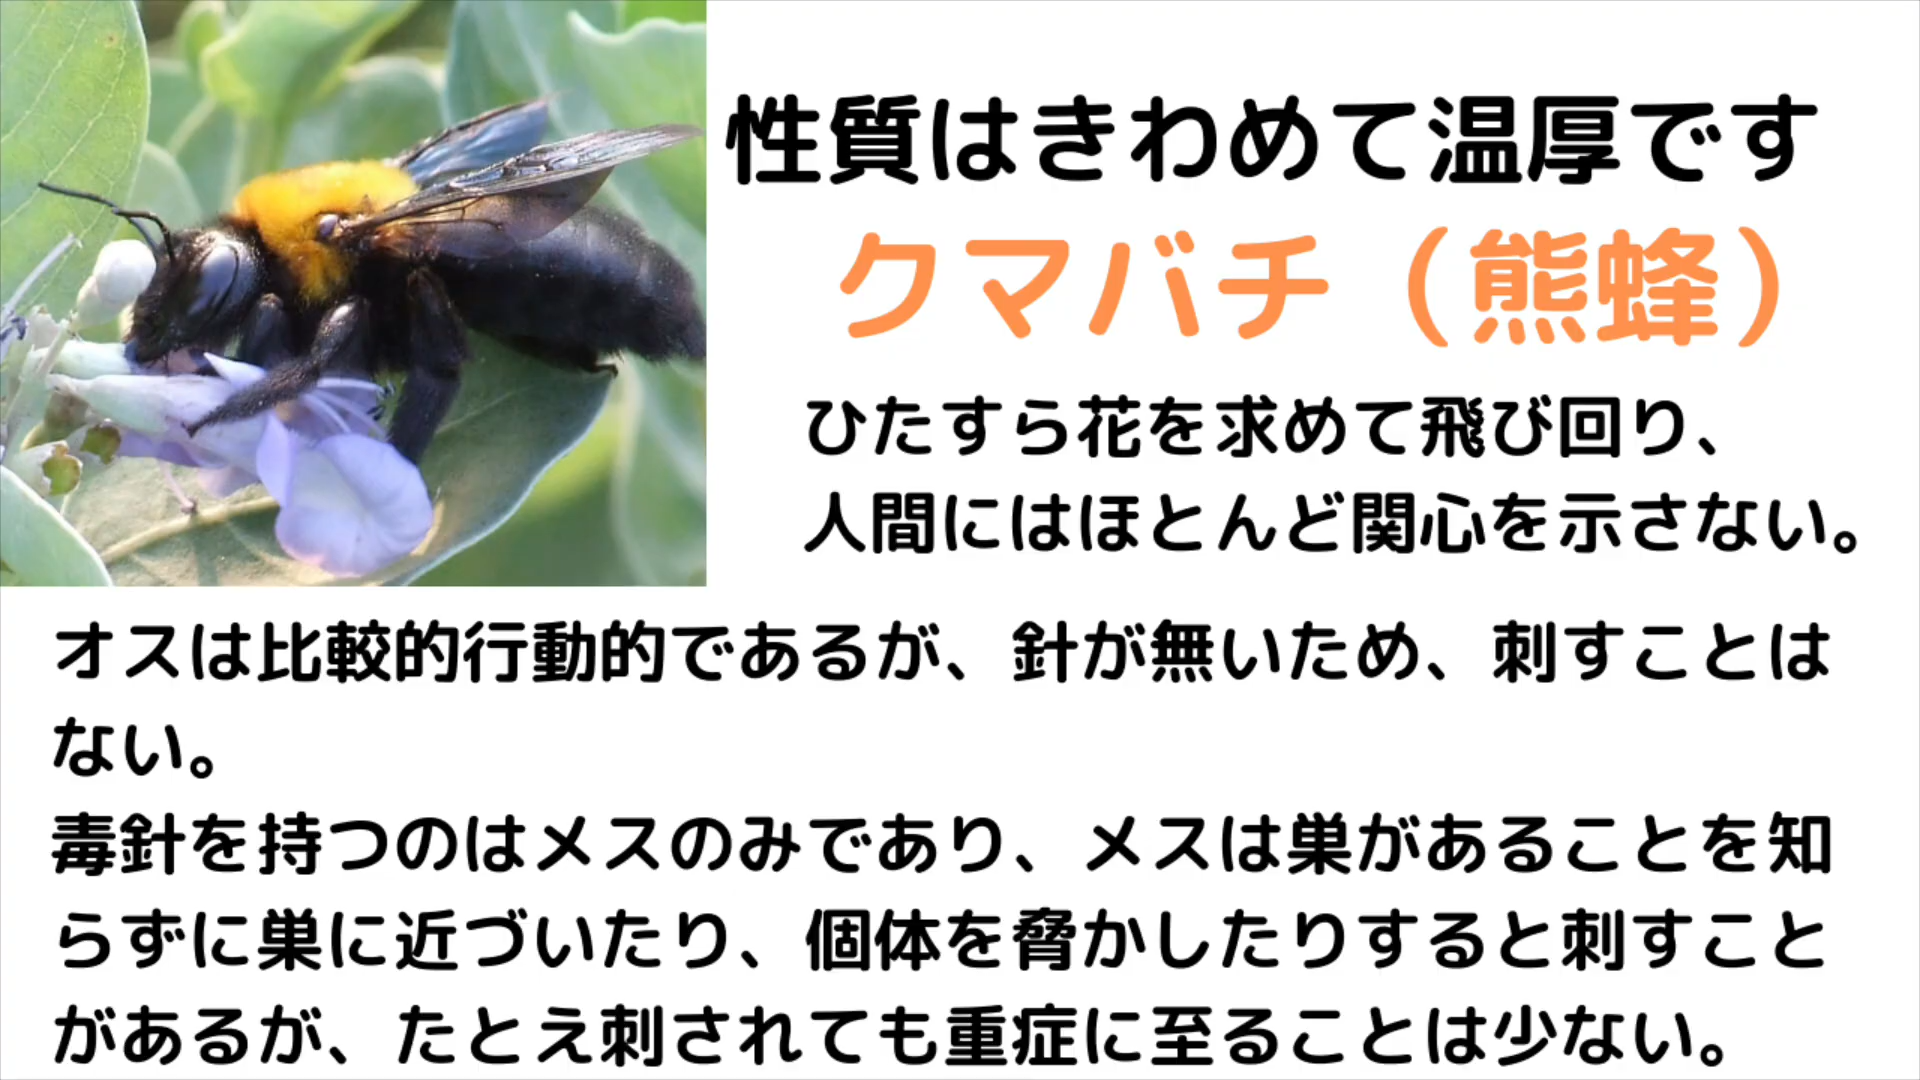 性質はきわめて温厚です
クマバチ（熊蜂）
ひたすら花を求めて飛び回り、
人間にはほとんど関心を示さない。
オスは比較的行動的であるが、針が無いため、刺すことは
ない。
毒針を持つのはメスのみであり、メスは巣があることを知
らずに巣に近づいたり、個体を脅かしたりすると刺すこと
があるが、たとえ刺されても重症に至ることは少ない。